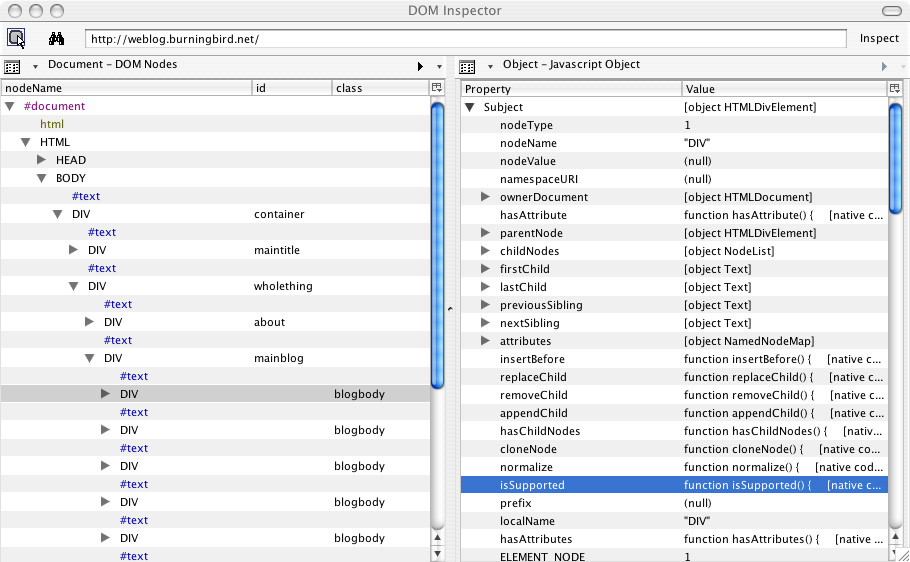 DOM Inspector
http://weblog.burningbird.net/ Inspect
Document – DOM Nodes
nodeName id class
#document
html
HTML
HEAD
BODY
#text
DIV container
#text
DIV maintitle
#text
DIV wholething
#text
DIV about
#text
DIV mainblog
#text
DIV blogbody
#text
DIV blogbody
#text
DIV blogbody
#text
DIV blogbody
#text
DIV blogbody
#text
Object – Javascript Object
Property Value
Subject [object HTMLDivElement]
nodeType 1
nodeName "DIV"
nodeValue (null)
namespaceURI (null)
ownerDocument [object HTMLDocument]
hasAttribute function hasAttribute() { [native c...
parentNode [object HTMLDivElement]
childNodes [object NodeList]
firstChild [object Text]
lastChild [object Text]
previousSibling [object Text]
nextSibling [object Text]
attributes [object NamedNodeMap]
insertBefore function insertBefore() { [native c...
replaceChild function replaceChild() { [native c...
removeChild function removeChild() { [native c...
appendChild function appendChild() { [native c...
hasChildNodes function hasChildNodes() { [nativ...
cloneNode function cloneNode() { [native co...
normalize function normalize() { [native cod...
isSupported function isSupported() { [native c...
prefix (null)
localName "DIV"
hasAttributes function hasAttributes() { [native ...
ELEMENT_NODE 1